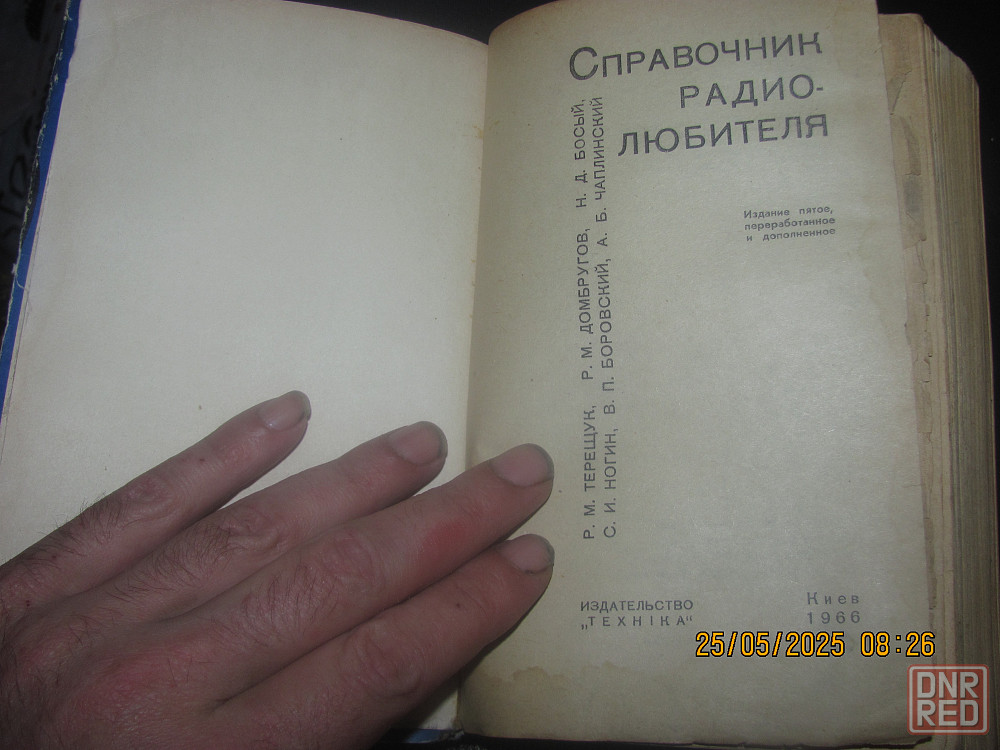 СПРАВОЧНИК
РАДИО-
ЛЮБИТЕЛЯ
Издание пятое,
переработанное
и дополненное
Р. М. ТЕРЕЩУК, Р. М. ДОМБРУГОВ, Н. Д. БОСЫЙ,
С. И. НОГИН, В. П. БОРОВСКИЙ, А. Б. ЧАПЛИНСКИЙ
ИЗДАТЕЛЬСТВО
„ТЕХНІКА“
Киев
1966
25/05/2025 08:26
DNR
RED